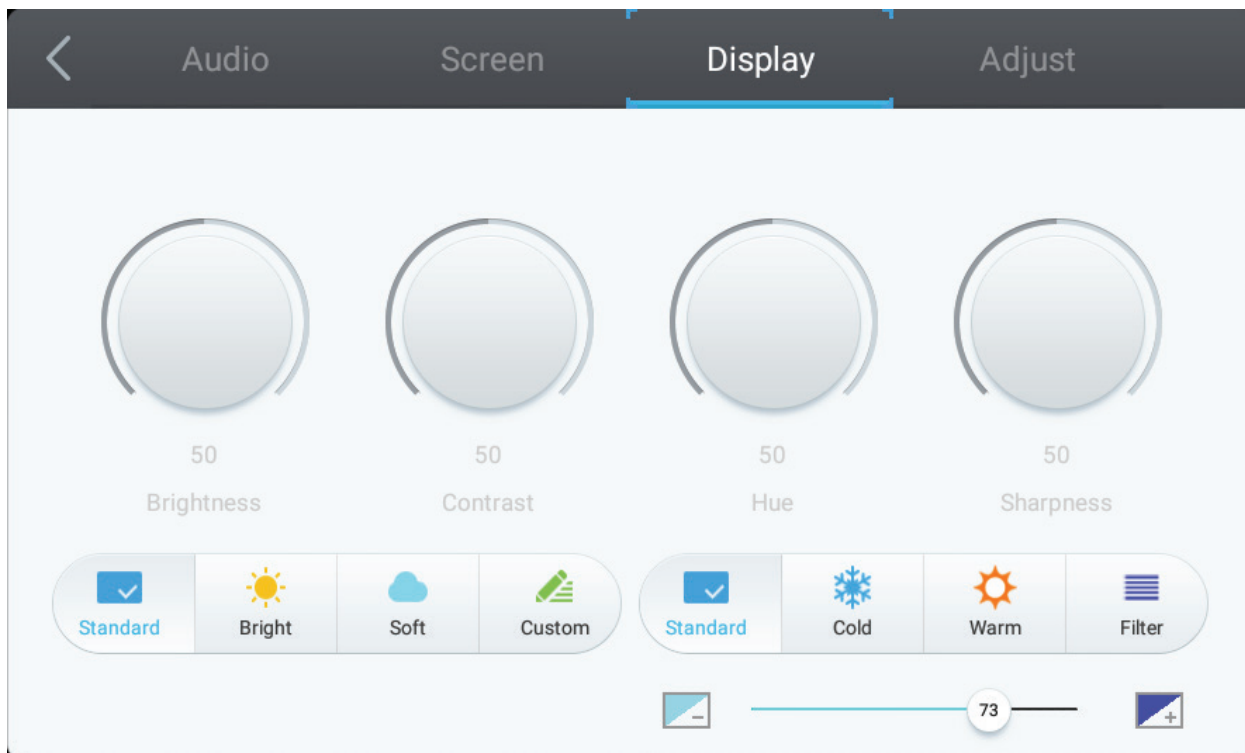 Audio Screen Display Adjust
50 50 50 50
Brightness Contrast Hue Sharpness
Standard Bright Soft Custom Standard Cold Warm Filter
73